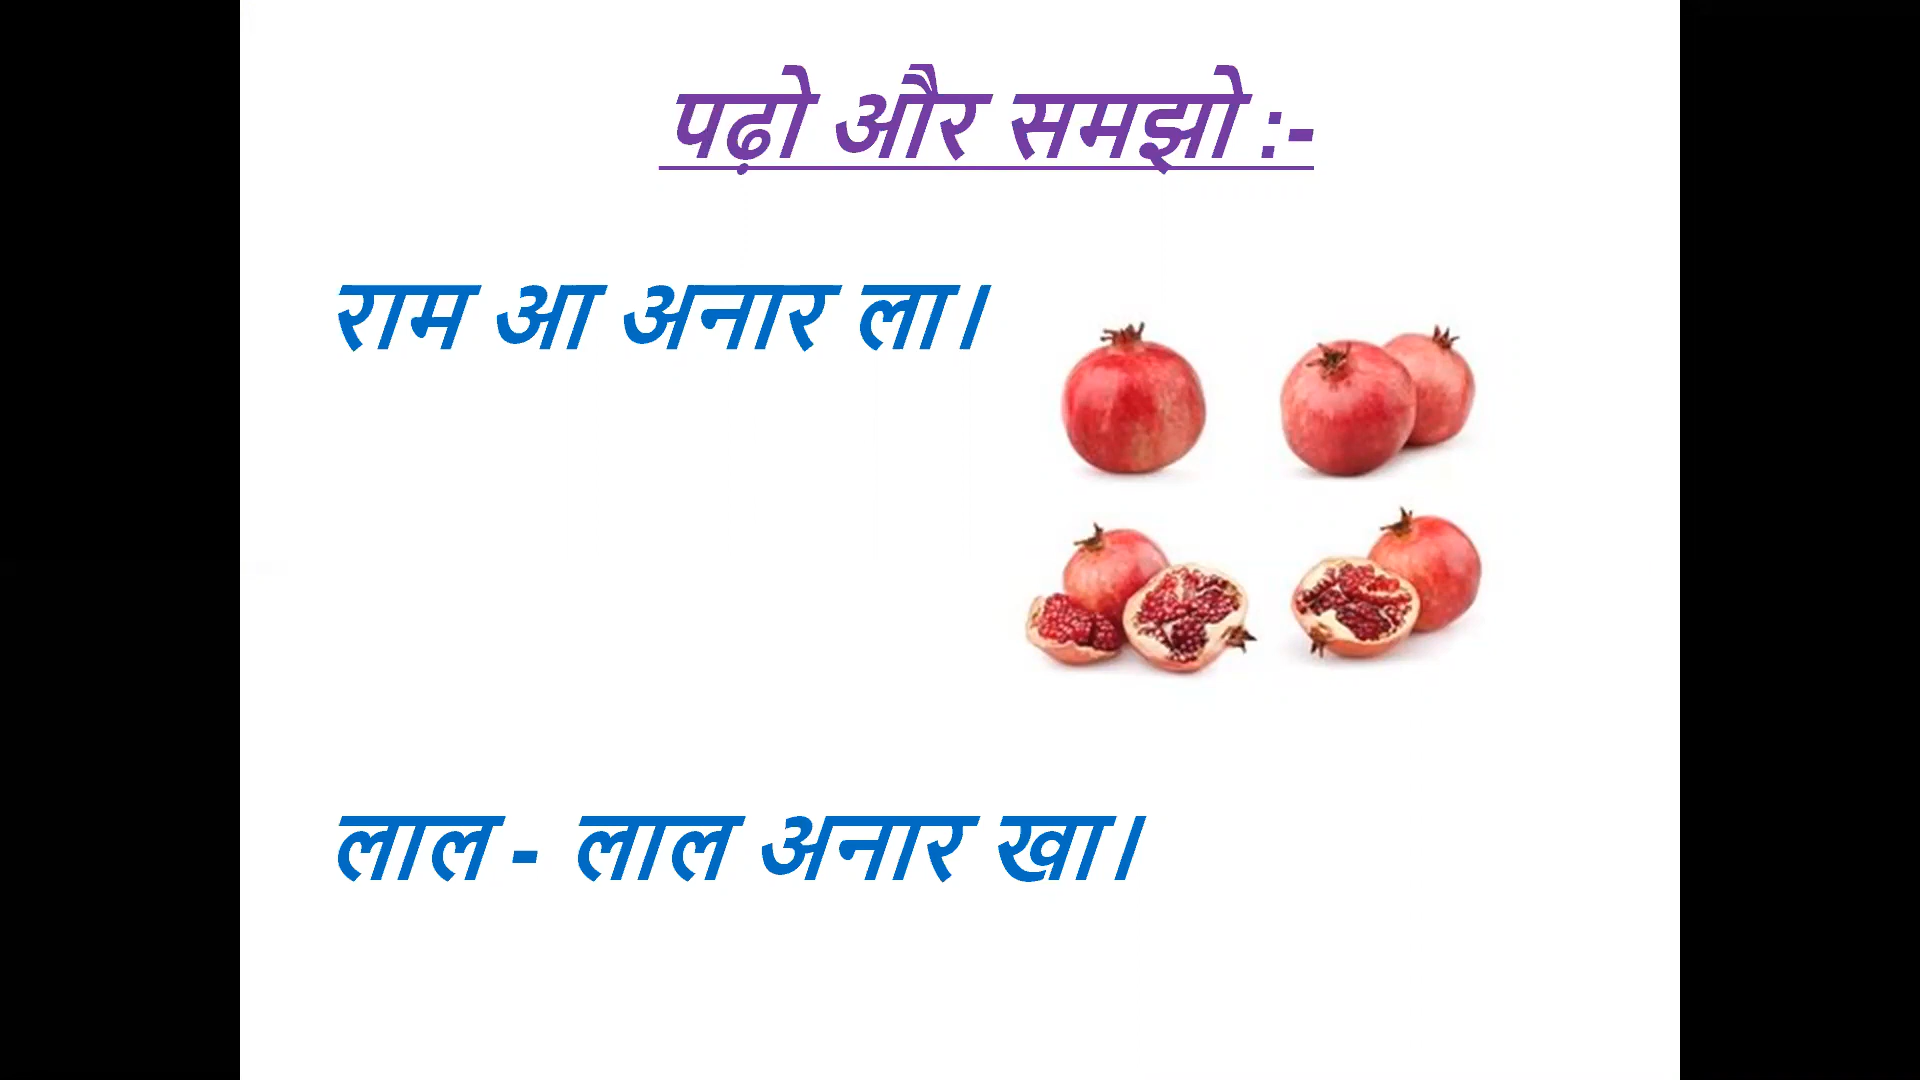 पढ़ो और समझो :-
राम आ अनार ला।
लाल - लाल अनार खा।